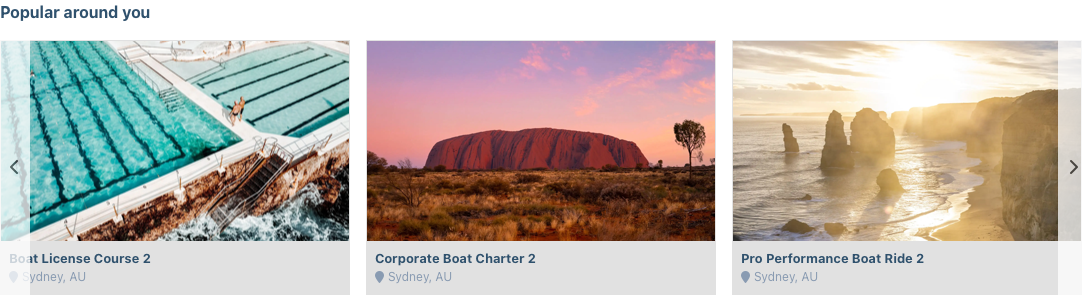 Popular around you
Boat License Course 2
Sydney, AU
Corporate Boat Charter 2
Sydney, AU
Pro Performance Boat Ride 2
Sydney, AU